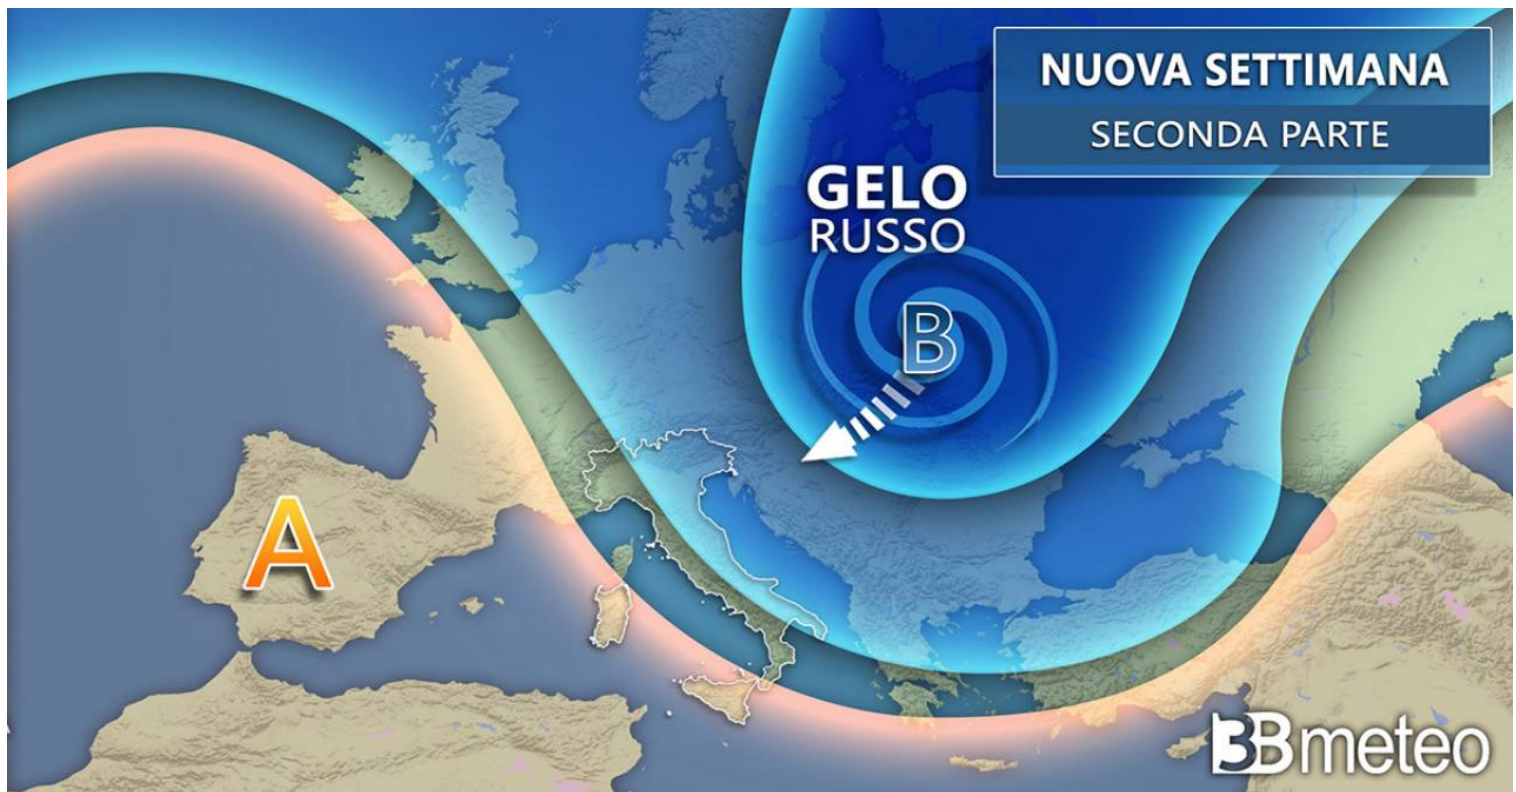 NUOVA SETTIMANA
SECONDA PARTE
GELO
RUSSO
B
A
3Bmeteo